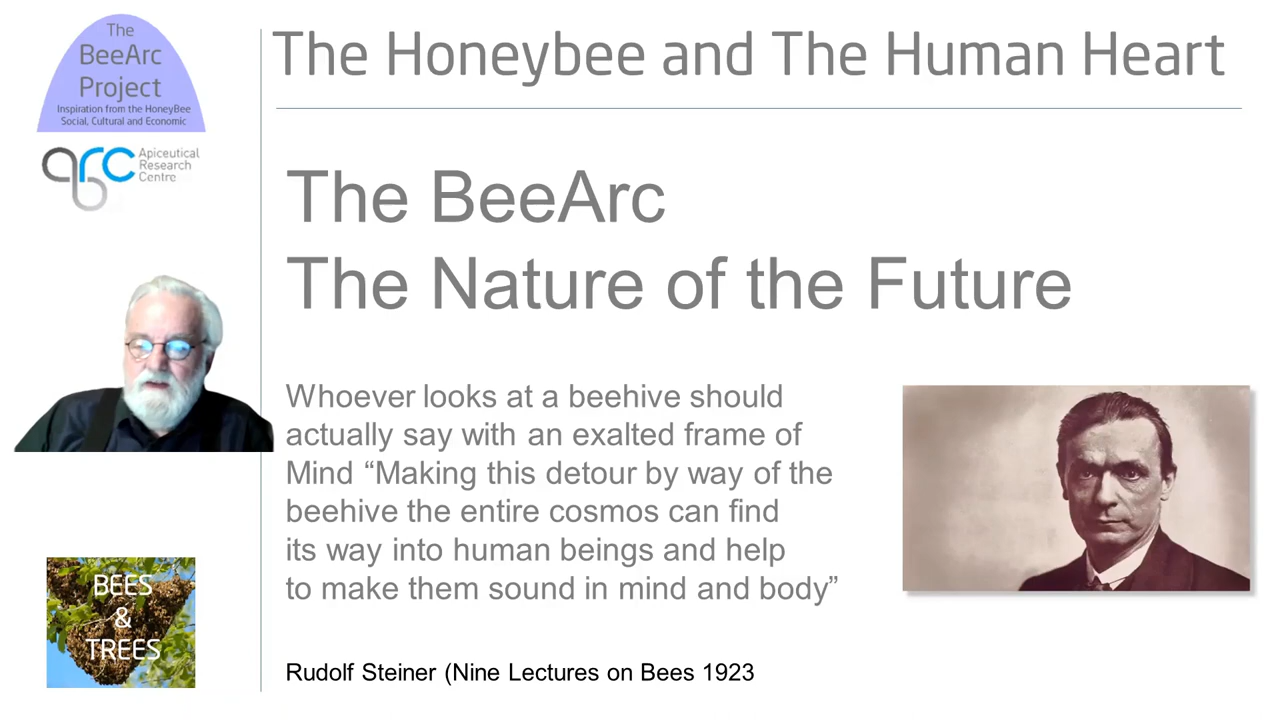 The
BeeArc
Project
Inspiration from the HoneyBee
Social, Cultural and Economic
arc
Apiceutical
Research
Centre
BEES
&
TREES
The Honeybee and The Human Heart
The BeeArc
The Nature of the Future
Whoever looks at a beehive should
actually say with an exalted frame of
Mind “Making this detour by way of the
beehive the entire cosmos can find
its way into human beings and help
to make them sound in mind and body”
Rudolf Steiner (Nine Lectures on Bees 1923